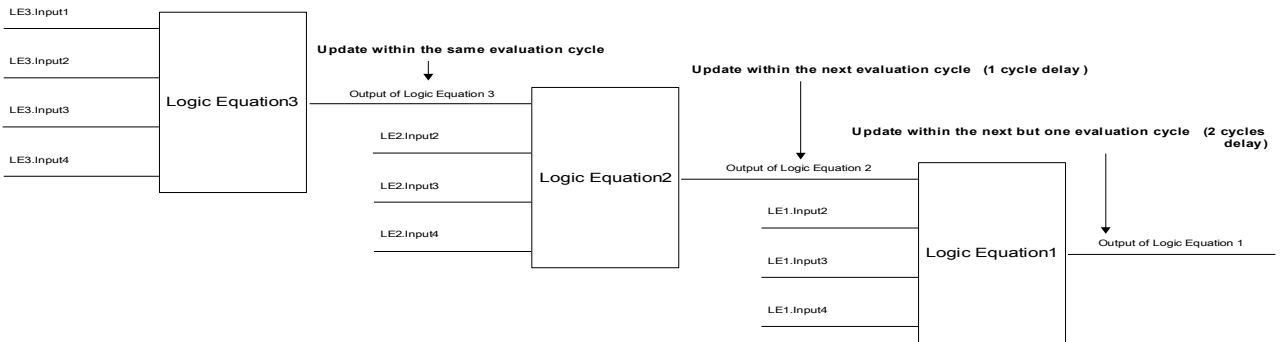 LE3.Input1
LE3.Input2
LE3.Input3
LE3.Input4
Logic Equation3
Update within the same evaluation cycle
Output of Logic Equation 3
LE2.Input2
LE2.Input3
LE2.Input4
Logic Equation2
Update within the next evaluation cycle (1 cycle delay)
Output of Logic Equation 2
LE1.Input2
LE1.Input3
LE1.Input4
Logic Equation1
Update within the next but one evaluation cycle (2 cycles
delay)
Output of Logic Equation 1